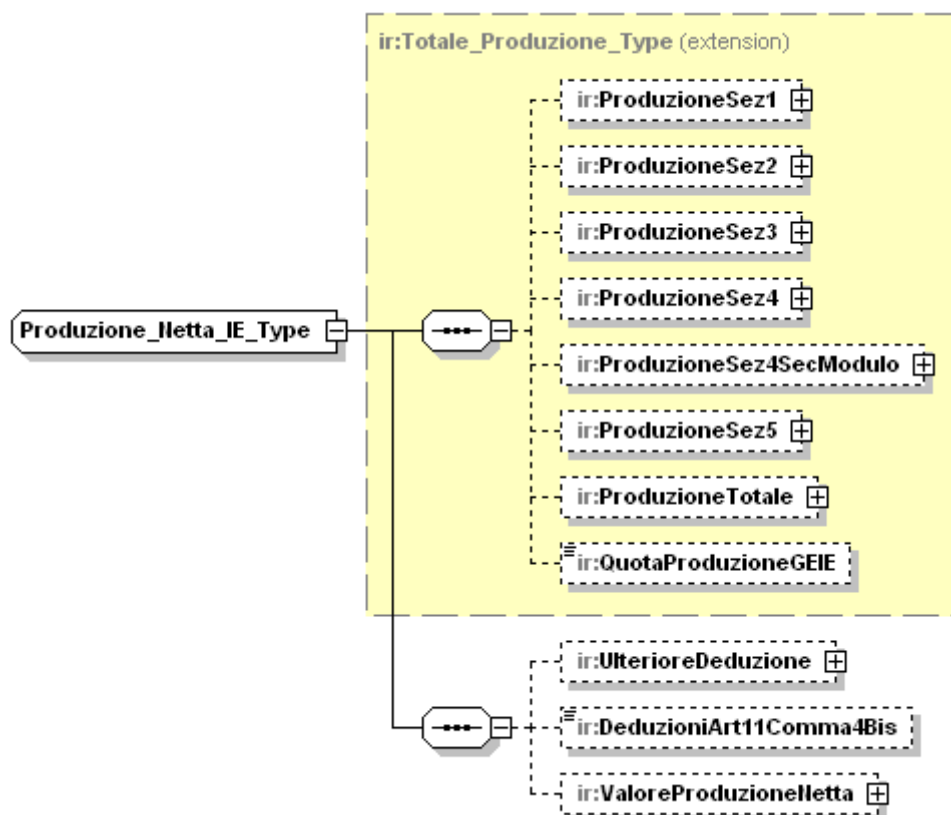 ir:Totale_Produzione_Type (extension)
ir:ProduzioneSez1
ir:ProduzioneSez2
ir:ProduzioneSez3
ir:ProduzioneSez4
Produzione_Netta_IE_Type
ir:ProduzioneSez4SecModulo
ir:ProduzioneSez5
ir:ProduzioneTotale
ir:QuotaProduzioneGEIE
ir:UlterioreDeduzione
ir:DeduzioniArt11Comma4Bis
ir:ValoreProduzioneNetta